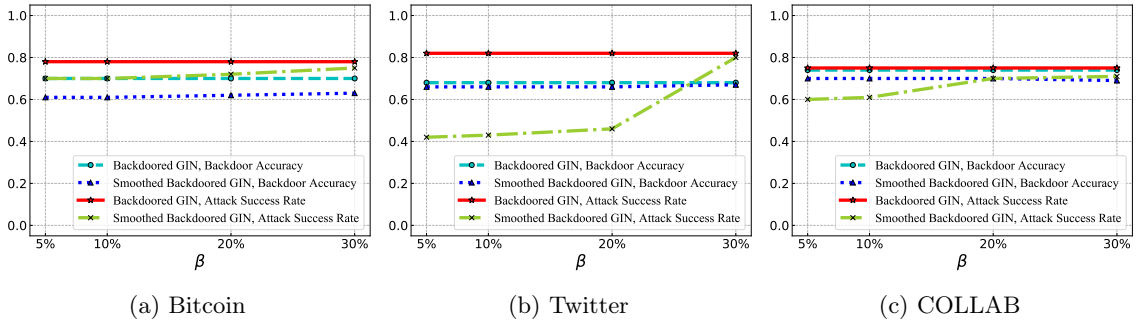 1.0
0.8
0.6
0.4
0.2
0.0
Backdoored GIN, Backdoor Accuracy
Smoothed Backdoored GIN, Backdoor Accuracy
Backdoored GIN, Attack Success Rate
Smoothed Backdoored GIN, Attack Success Rate
5% 10% 20% 30%
β
(a) Bitcoin
1.0
0.8
0.6
0.4
0.2
0.0
Backdoored GIN, Backdoor Accuracy
Smoothed Backdoored GIN, Backdoor Accuracy
Backdoored GIN, Attack Success Rate
Smoothed Backdoored GIN, Attack Success Rate
5% 10% 20% 30%
β
(b) Twitter
1.0
0.8
0.6
0.4
0.2
0.0
Backdoored GIN, Backdoor Accuracy
Smoothed Backdoored GIN, Backdoor Accuracy
Backdoored GIN, Attack Success Rate
Smoothed Backdoored GIN, Attack Success Rate
5% 10% 20% 30%
β
(c) COLLAB